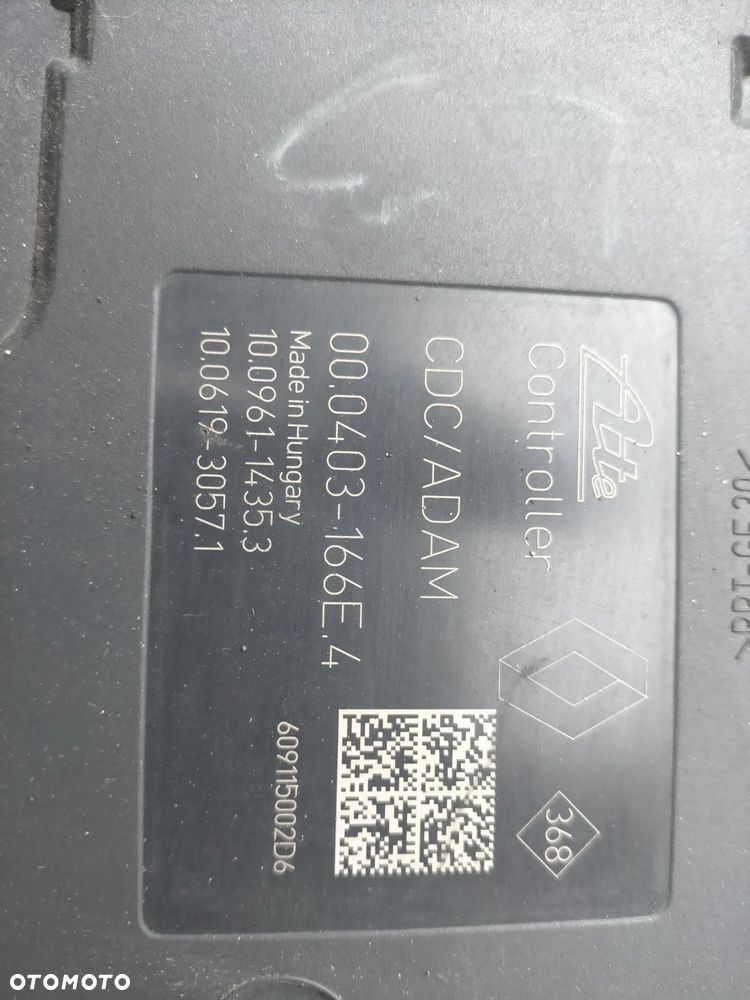 Ate
Controller
CDC/ADAM
00.0403-166E.4
Made in Hungary
10.0961-1435.3
10.0619-3057.1
368
609115002D6
OTOMOTO